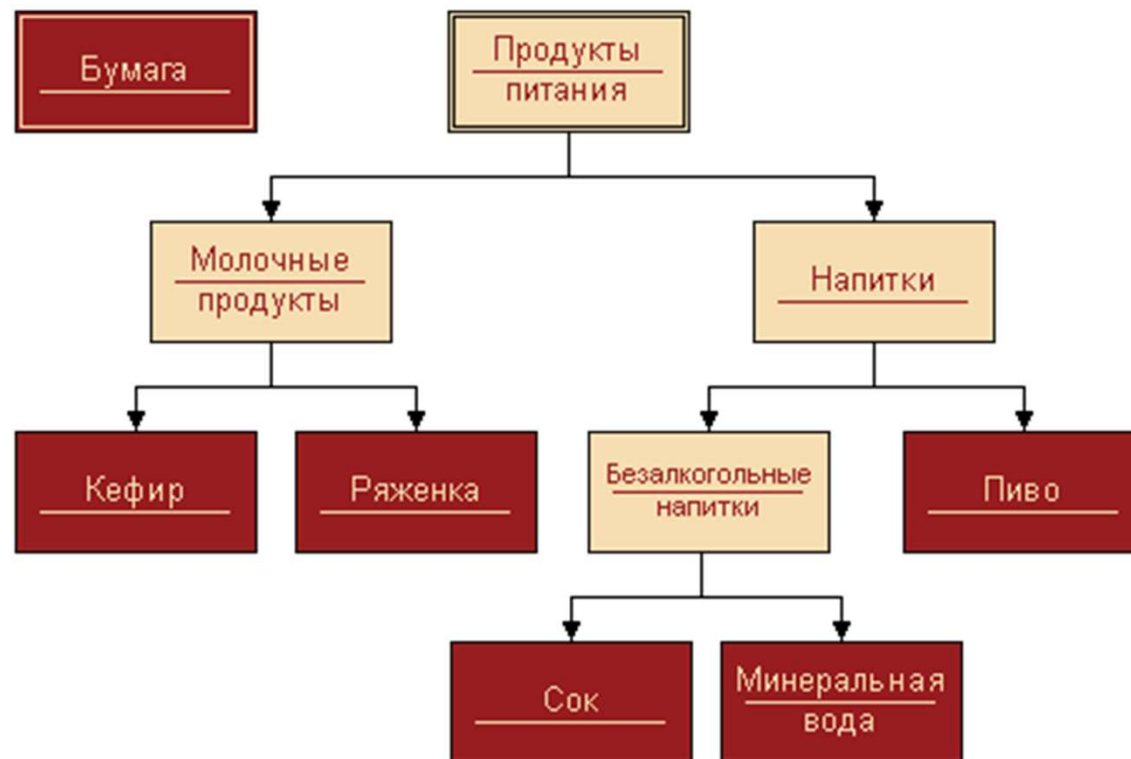 Бумага
Продукты
питания
Молочные
продукты
Напитки
Кефир
Ряженка
Безалкогольные
напитки
Пиво
Сок
Минеральная
вода